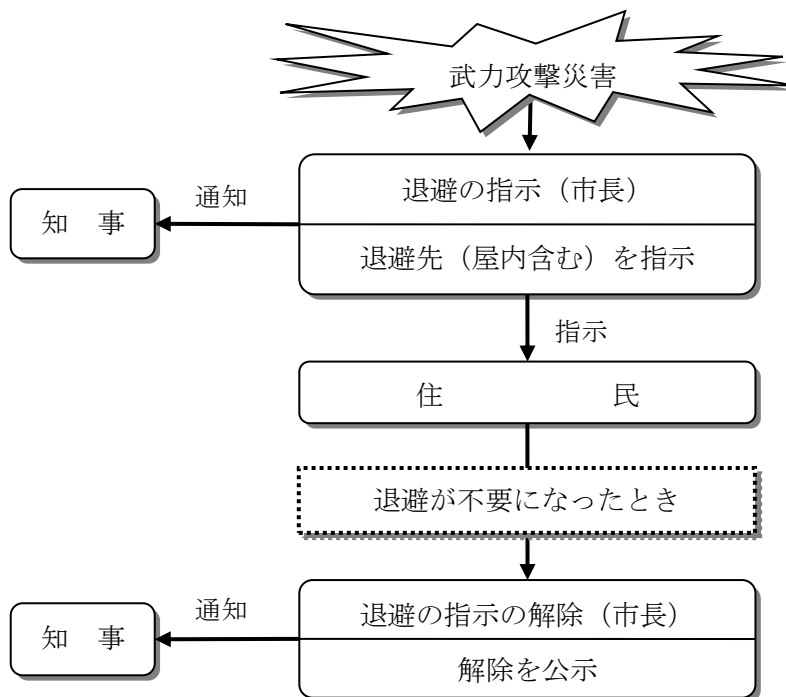 武力攻撃災害
退避の指示（市長）
通知
知　事
退避先（屋内含む）を指示
指示
住　　　　民
退避が不要になったとき
退避の指示の解除（市長）
通知
知　事
解除を公示